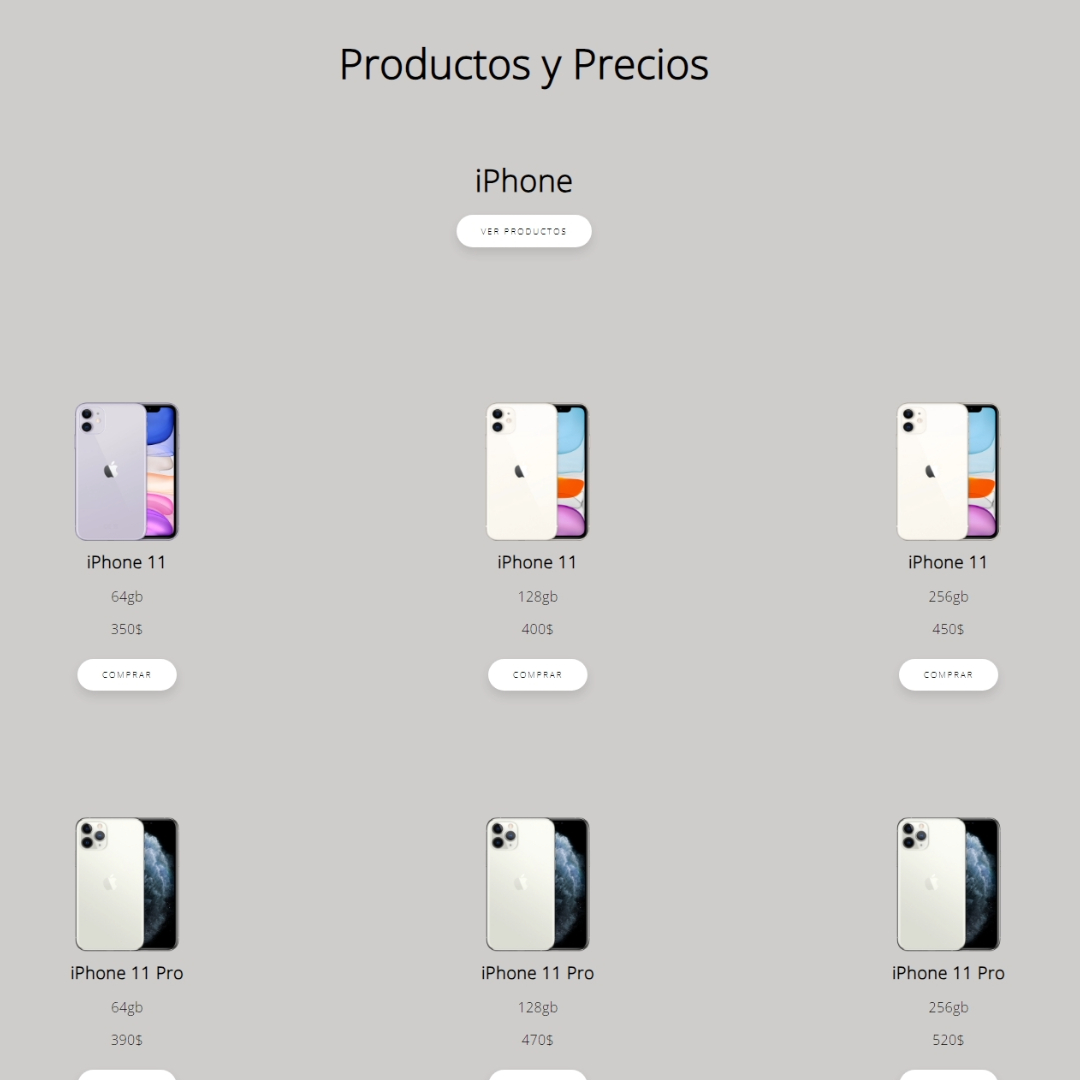 Productos y Precios
iPhone
VER PRODUCTOS
iPhone 11
64gb
350$
COMPRAR
iPhone 11
128gb
400$
COMPRAR
iPhone 11
256gb
450$
COMPRAR
iPhone 11 Pro
64gb
390$
iPhone 11 Pro
128gb
470$
iPhone 11 Pro
256gb
520$